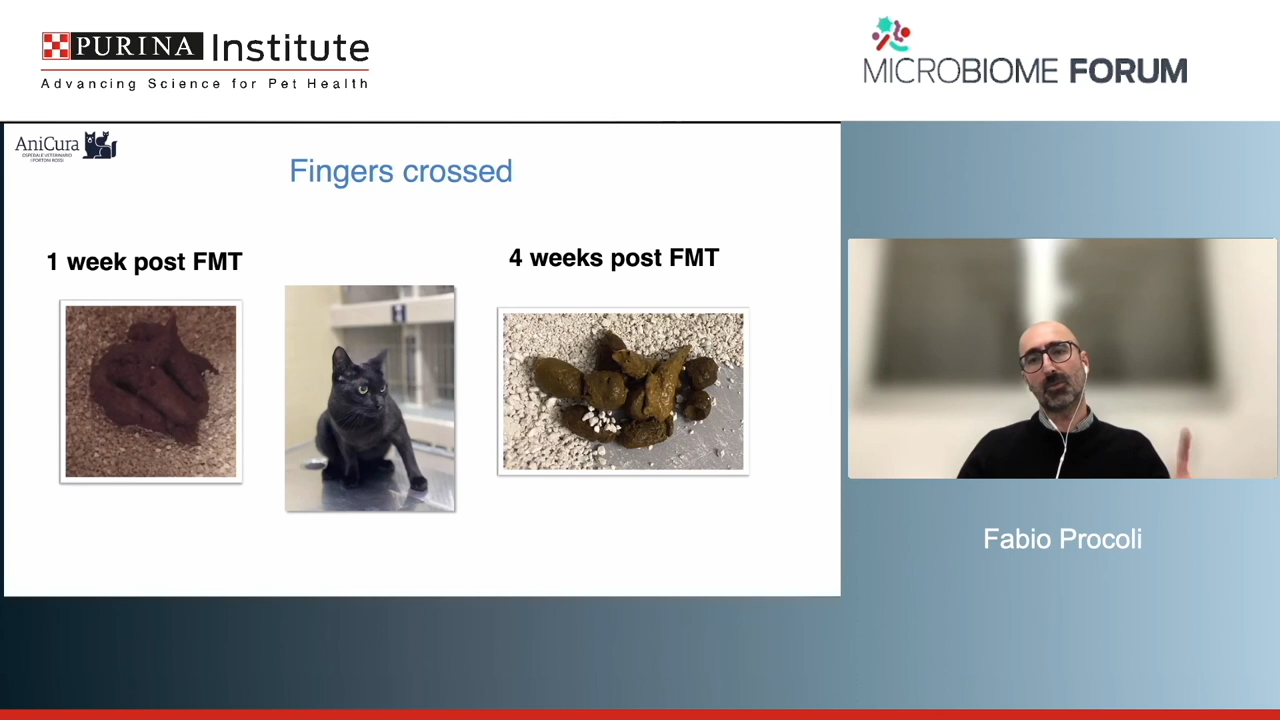 PURINA Institute
Advancing Science for Pet Health
MICROBIOME FORUM
AniCura
OSPEDALE VETERINARIO
I PORTONI ROSSI
Fingers crossed
1 week post FMT
4 weeks post FMT
Fabio Procoli